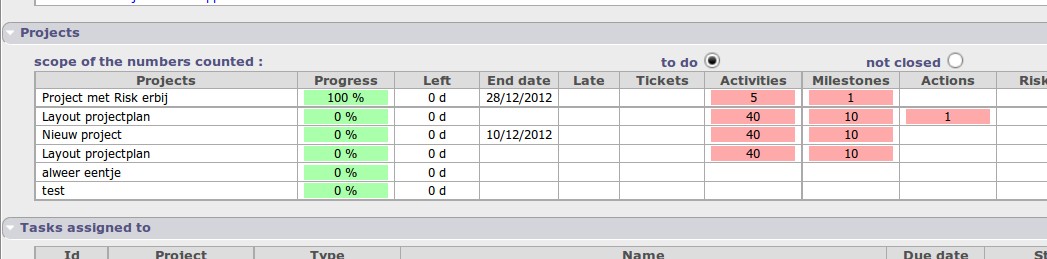 Projects
scope of the numbers counted : to do not closed
Projects Progress Left End date Late Tickets Activities Milestones Actions Risk
Project met Risk erbij 100 % 0 d 28/12/2012 5 1
Layout projectplan 0 % 0 d 40 10 1
Nieuw project 0 % 0 d 10/12/2012 40 10
Layout projectplan 0 % 0 d 40 10
alweer eentje 0 % 0 d
test 0 % 0 d
Tasks assigned to
Id Project Type Name Due date St